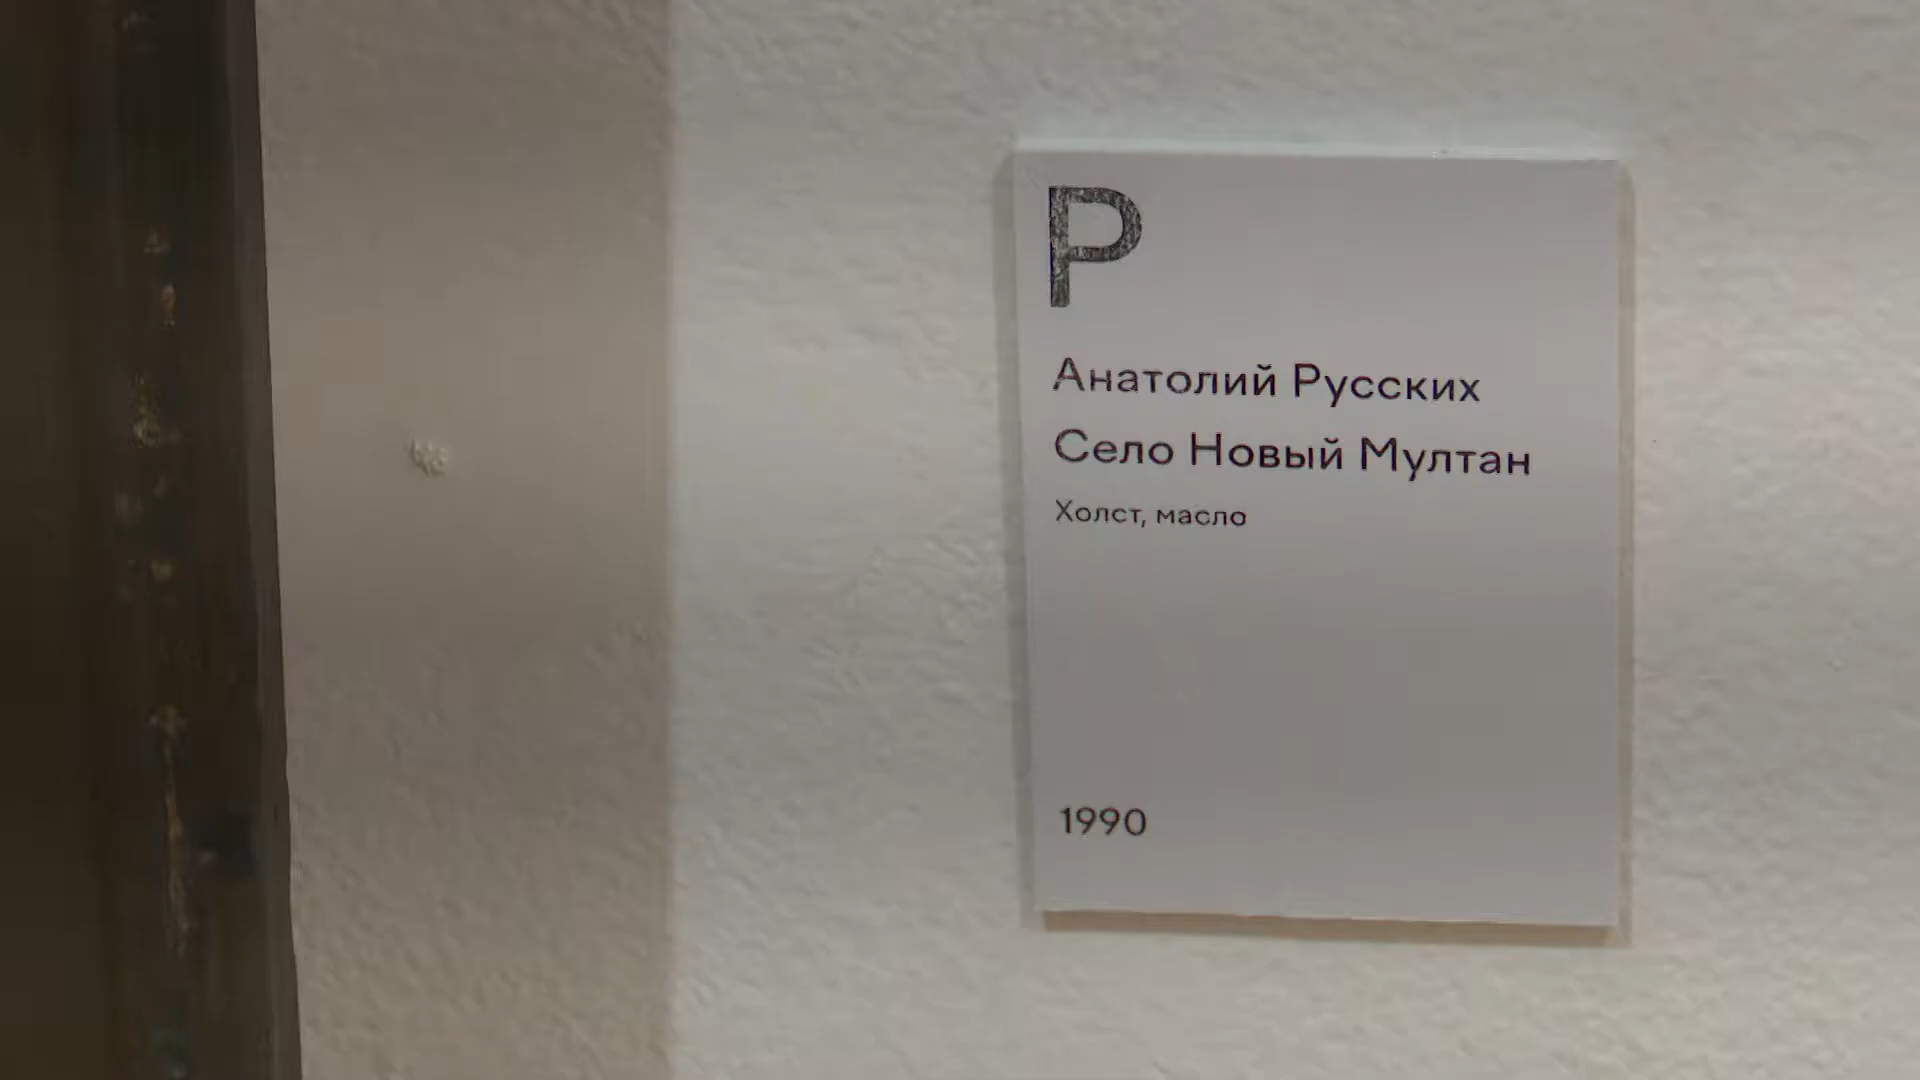 Р
Анатолий Русских
Село Новый Мултан
Холст, масло
1990